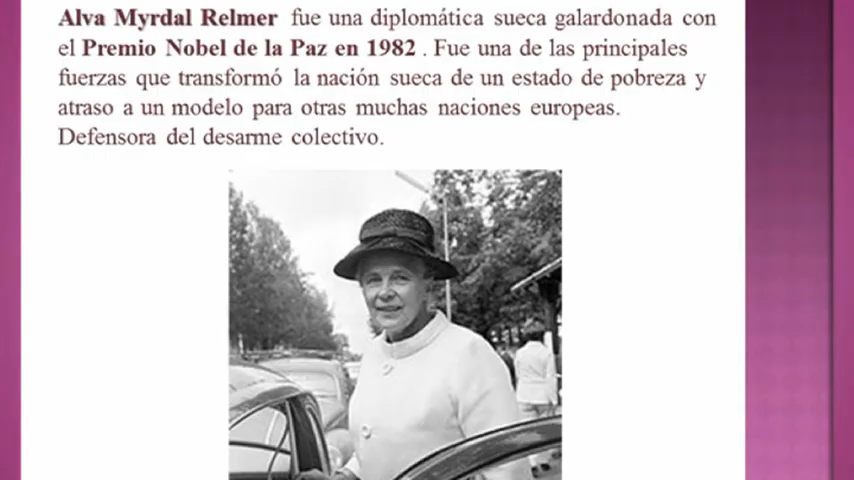 Alva Myrdal Relmer fue una diplomática sueca galardonada con
el Premio Nobel de la Paz en 1982 . Fue una de las principales
fuerzas que transformó la nación sueca de un estado de pobreza y
atraso a un modelo para otras muchas naciones europeas.
Defensora del desarme colectivo.